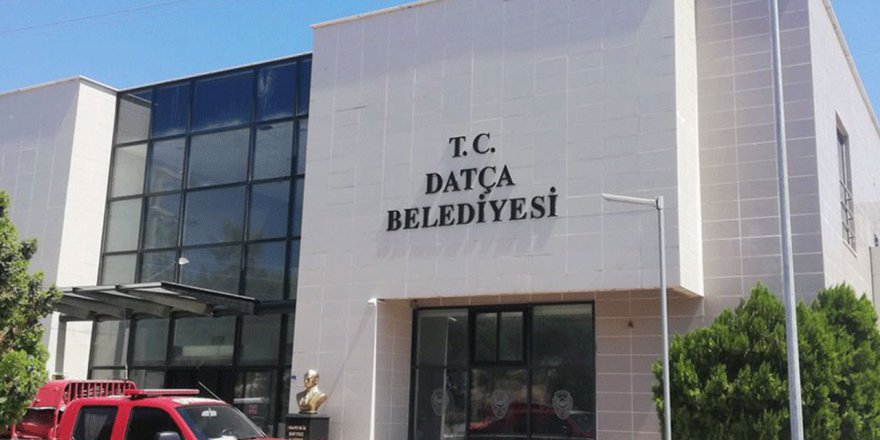 T. C.
DATÇA
BELEDİYESİ